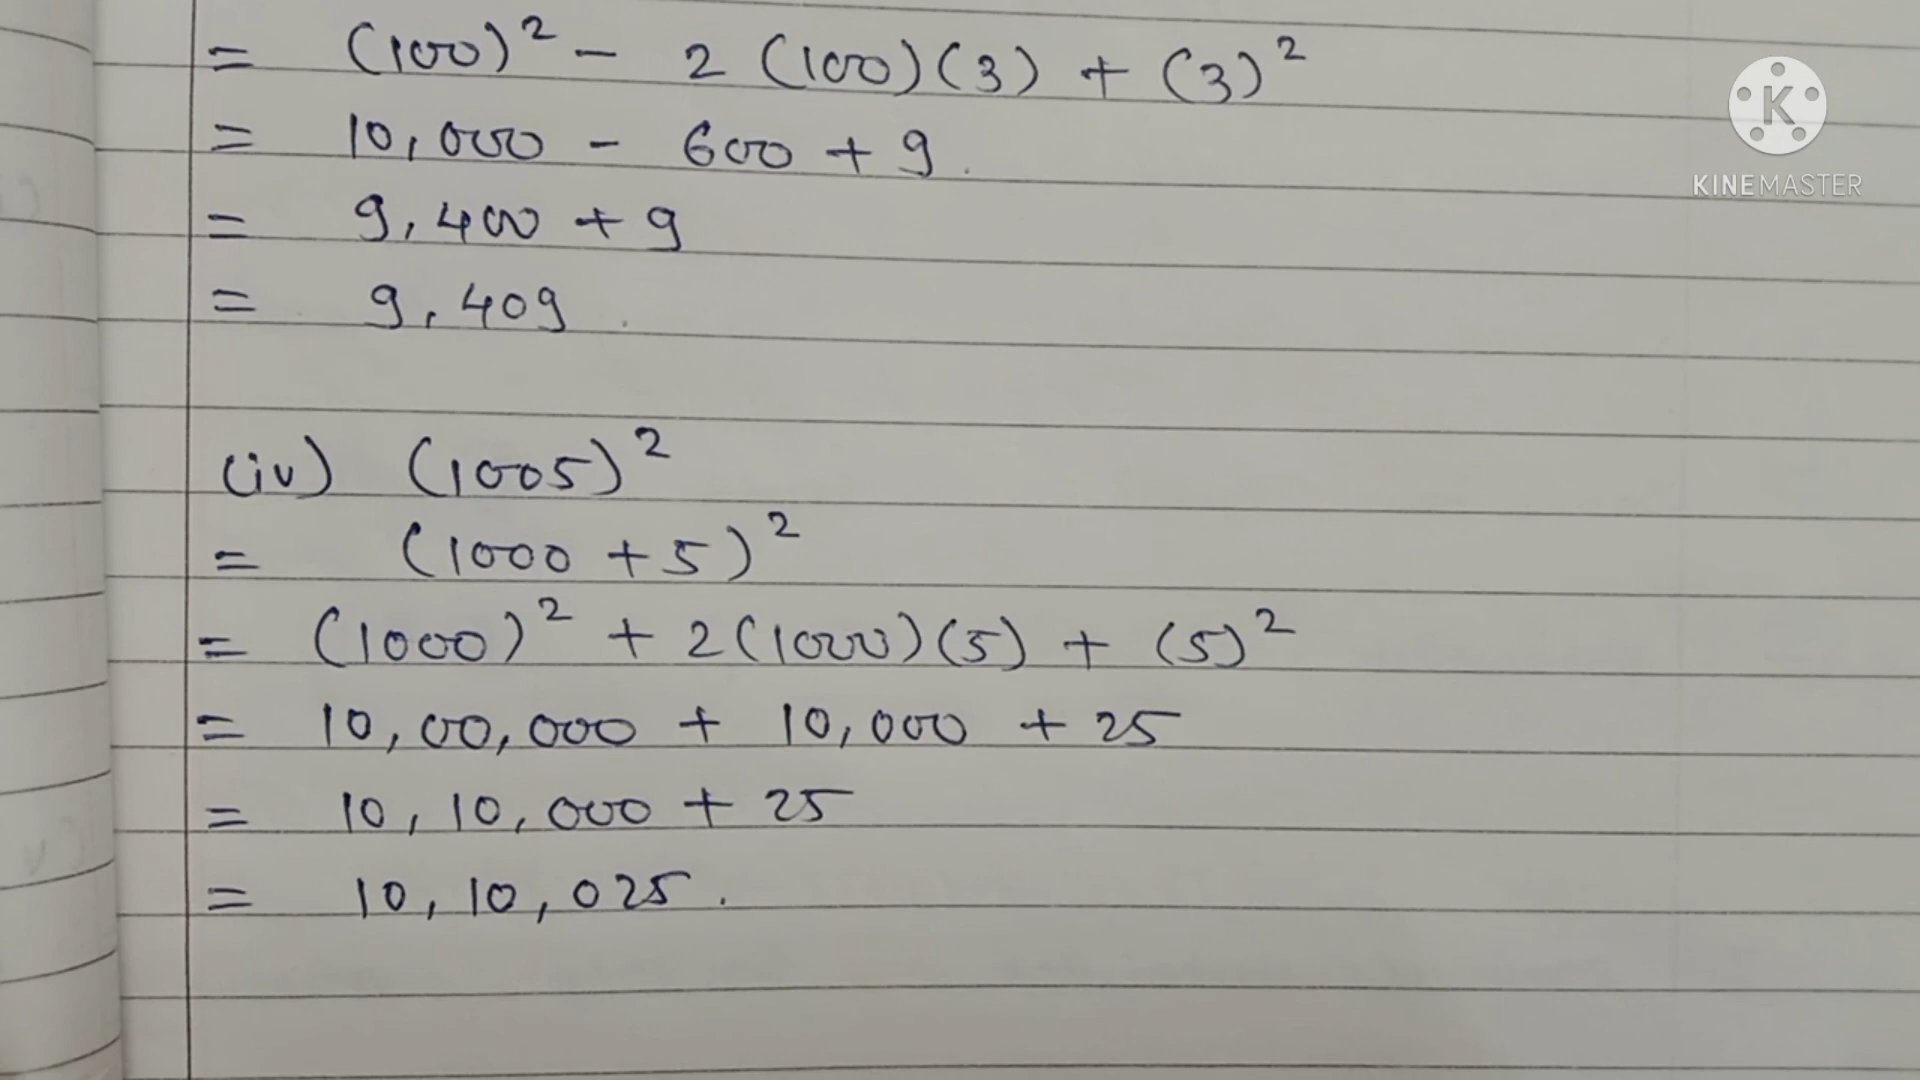 = (100)² - 2 (100)(3) + (3)²
= 10,000 - 600 + 9.
= 9,400 + 9
= 9,409.
(iv) (1005)²
= (1000 + 5)²
= (1000)² + 2(1000)(5) + (5)²
= 10,00,000 + 10,000 + 25
= 10,10,000 + 25
= 10,10,025.
K
KINEMASTER